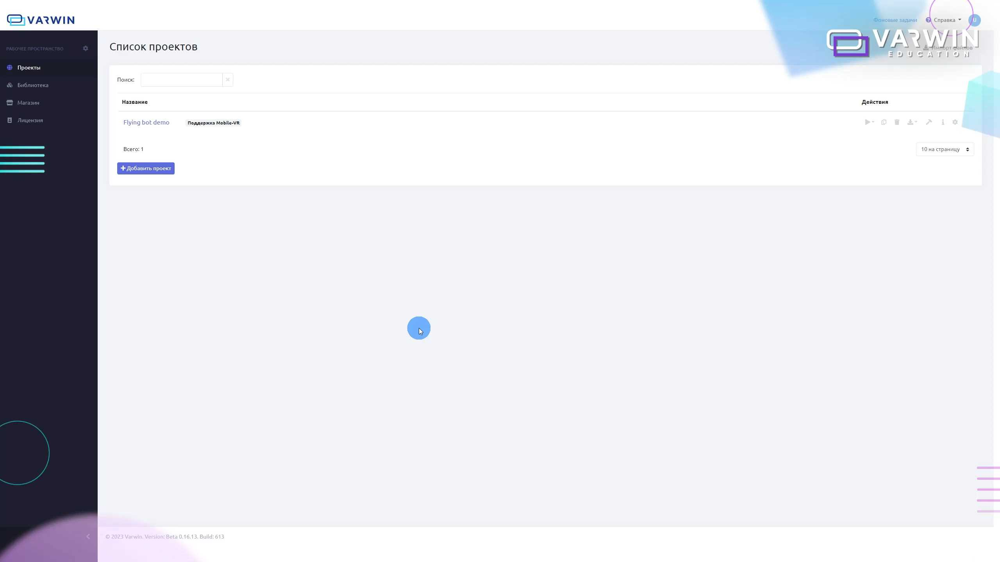 VARWIN
Фоновые задачи
? Справка
U
VARWIN
EDUCATION
РАБОЧЕЕ ПРОСТРАНСТВО
Список проектов
Импорт файлов
Проекты
Библиотека
Магазин
Лицензия
Поиск:
Название
Действия
Flying bot demo
Поддержка Mobile-VR
Всего: 1
10 на страницу
Добавить проект
© 2023 Varwin. Version: Beta 0.16.13. Build: 613